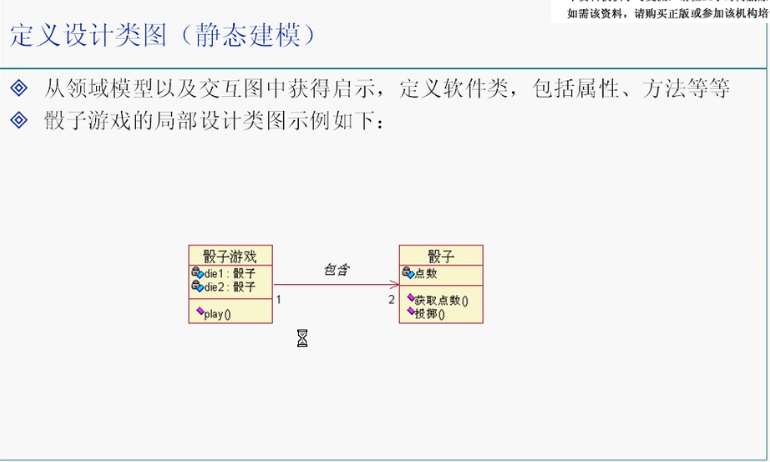 如需该资料，请购买正版或参加该机构培
定义设计类图（静态建模）
从领域模型以及交互图中获得启示，定义软件类，包括属性、方法等等
骰子游戏的局部设计类图示例如下：
骰子游戏
die1 : 骰子
die2 : 骰子
play()
包含
1
2
骰子
点数
获取点数()
投掷()